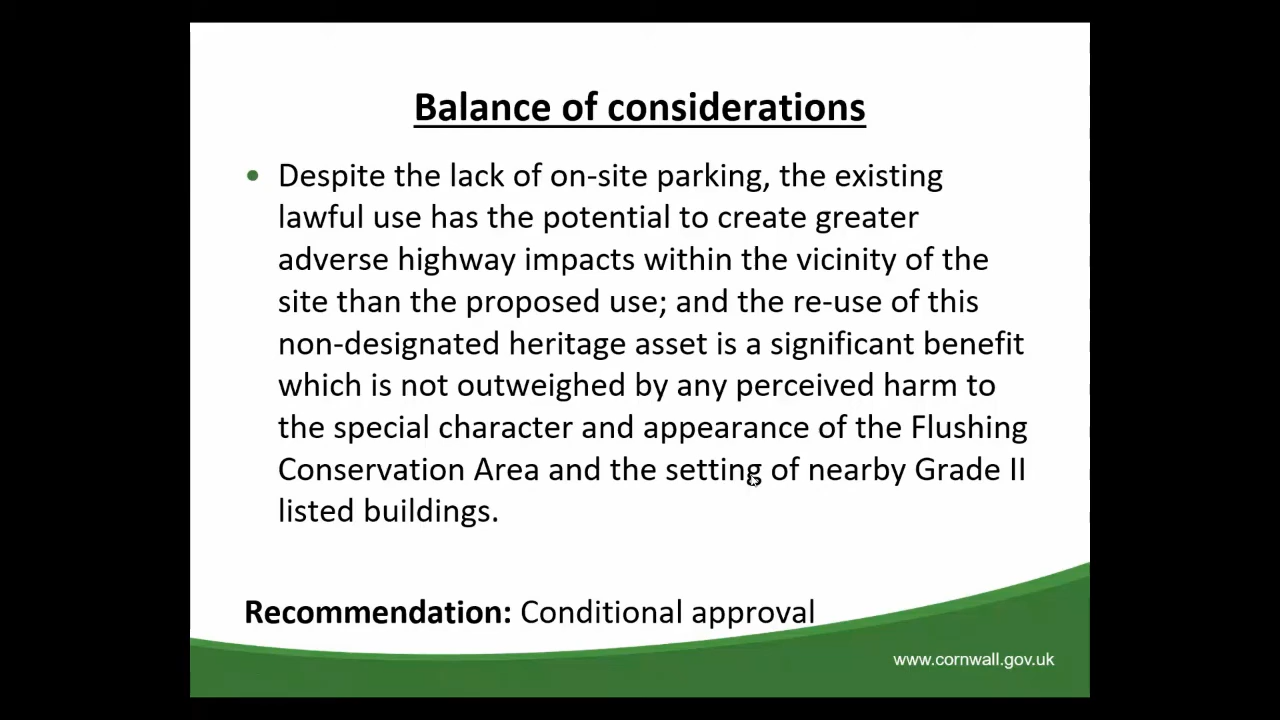 Balance of considerations
• Despite the lack of on-site parking, the existing
lawful use has the potential to create greater
adverse highway impacts within the vicinity of the
site than the proposed use; and the re-use of this
non-designated heritage asset is a significant benefit
which is not outweighed by any perceived harm to
the special character and appearance of the Flushing
Conservation Area and the setting of nearby Grade II
listed buildings.
Recommendation: Conditional approval
www.cornwall.gov.uk